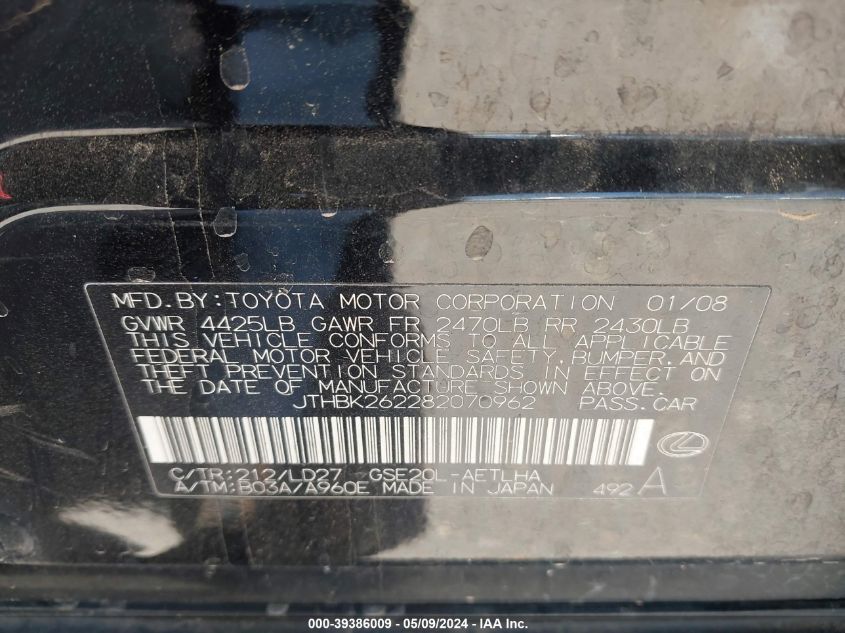 MFD.BY:TOYOTA MOTOR CORPORATION 01/08
GVWR 4425LB GAWR FR 2470LB RR 2430LB
THIS VEHICLE CONFORMS TO ALL APPLICABLE
FEDERAL MOTOR VEHICLE SAFETY,BUMPER,AND
THEFT PREVENTION STANDARDS IN EFFECT ON
THE DATE OF MANUFACTURE SHOWN ABOVE.
JTHBK262282070962 PASS.CAR
C/TR:212/LD27 GSE20L-AETLHA
A/TM:B03A/A960E MADE IN JAPAN 492A
000-39386009 - 05/09/2024 - IAA Inc.